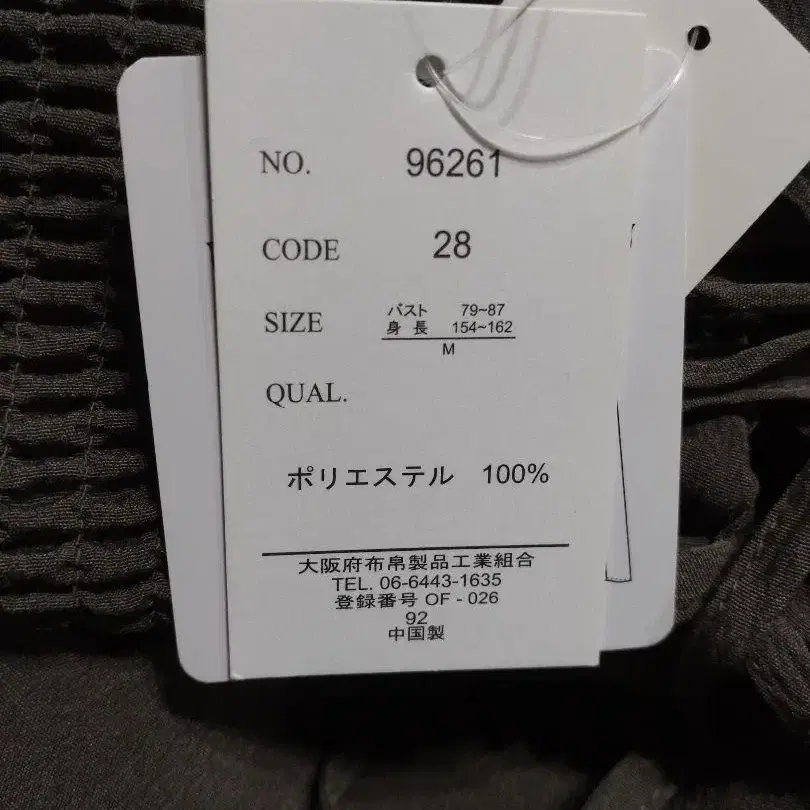 NO. 96261
CODE 28
SIZE バスト 79~87
身長 154~162
M
QUAL.
ポリエステル 100%
大阪府布帛製品工業組合
TEL. 06-6443-1635
登録番号 OF - 026
92
中国製